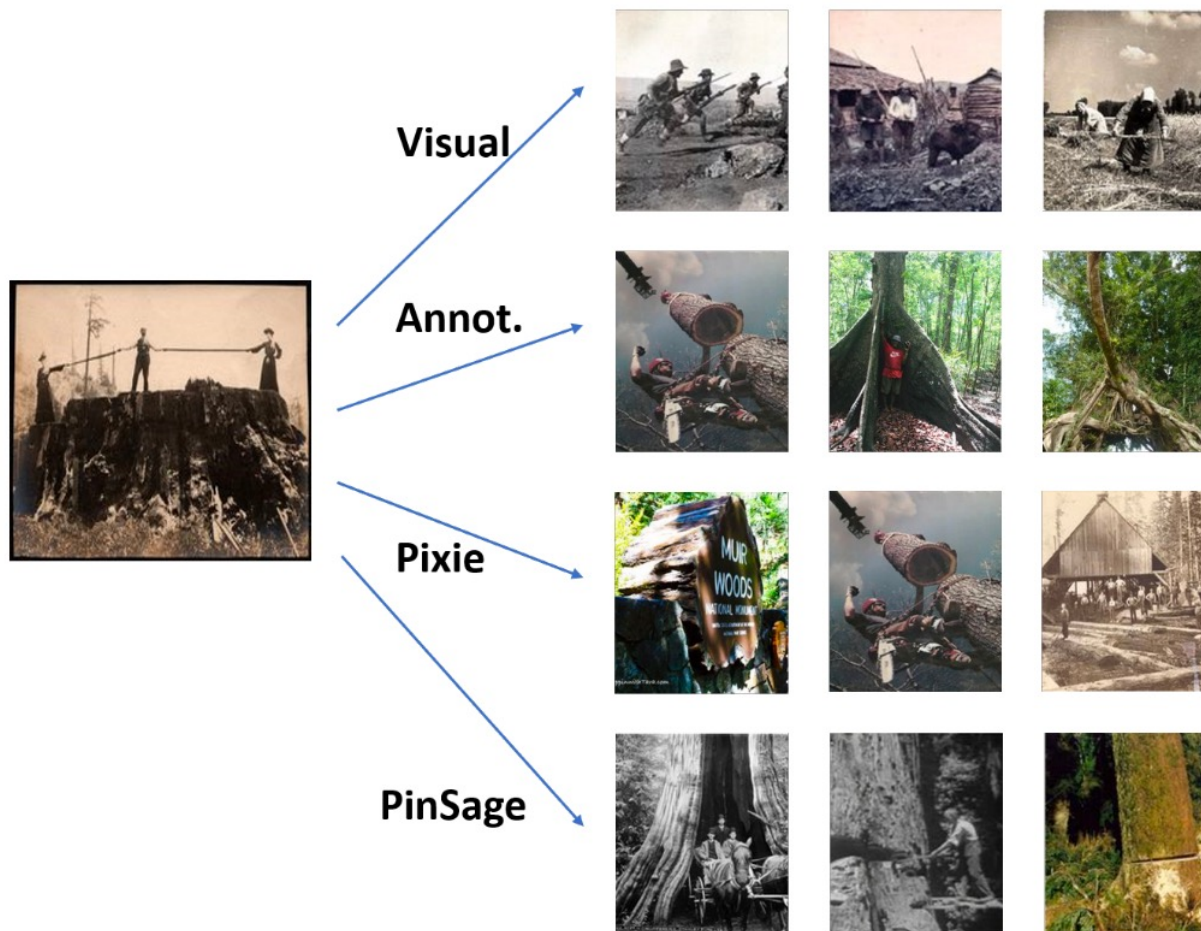 Visual
Annot.
Pixie
MUIR
WOODS
NATIONAL MONUMENT
PinSage